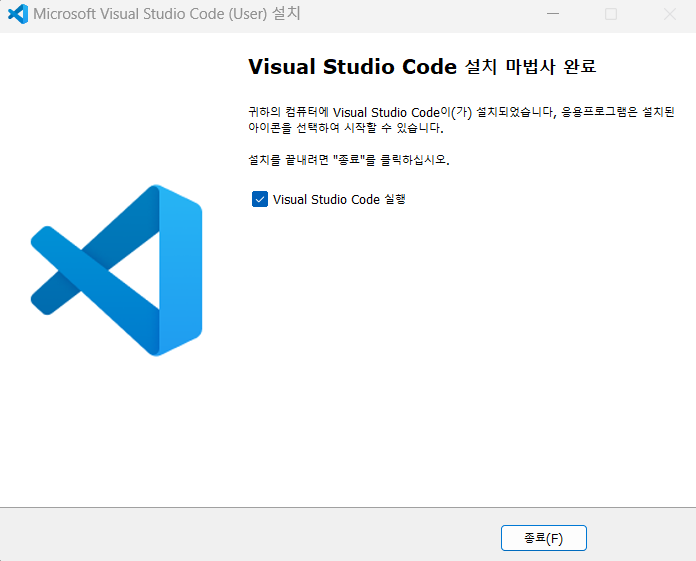 Microsoft Visual Studio Code (User) 설치
Visual Studio Code 설치 마법사 완료
귀하의 컴퓨터에 Visual Studio Code이(가) 설치되었습니다, 응용프로그램은 설치된
아이콘을 선택하여 시작할 수 있습니다.
설치를 끝내려면 "종료"를 클릭하십시오.
Visual Studio Code 실행
종료(F)